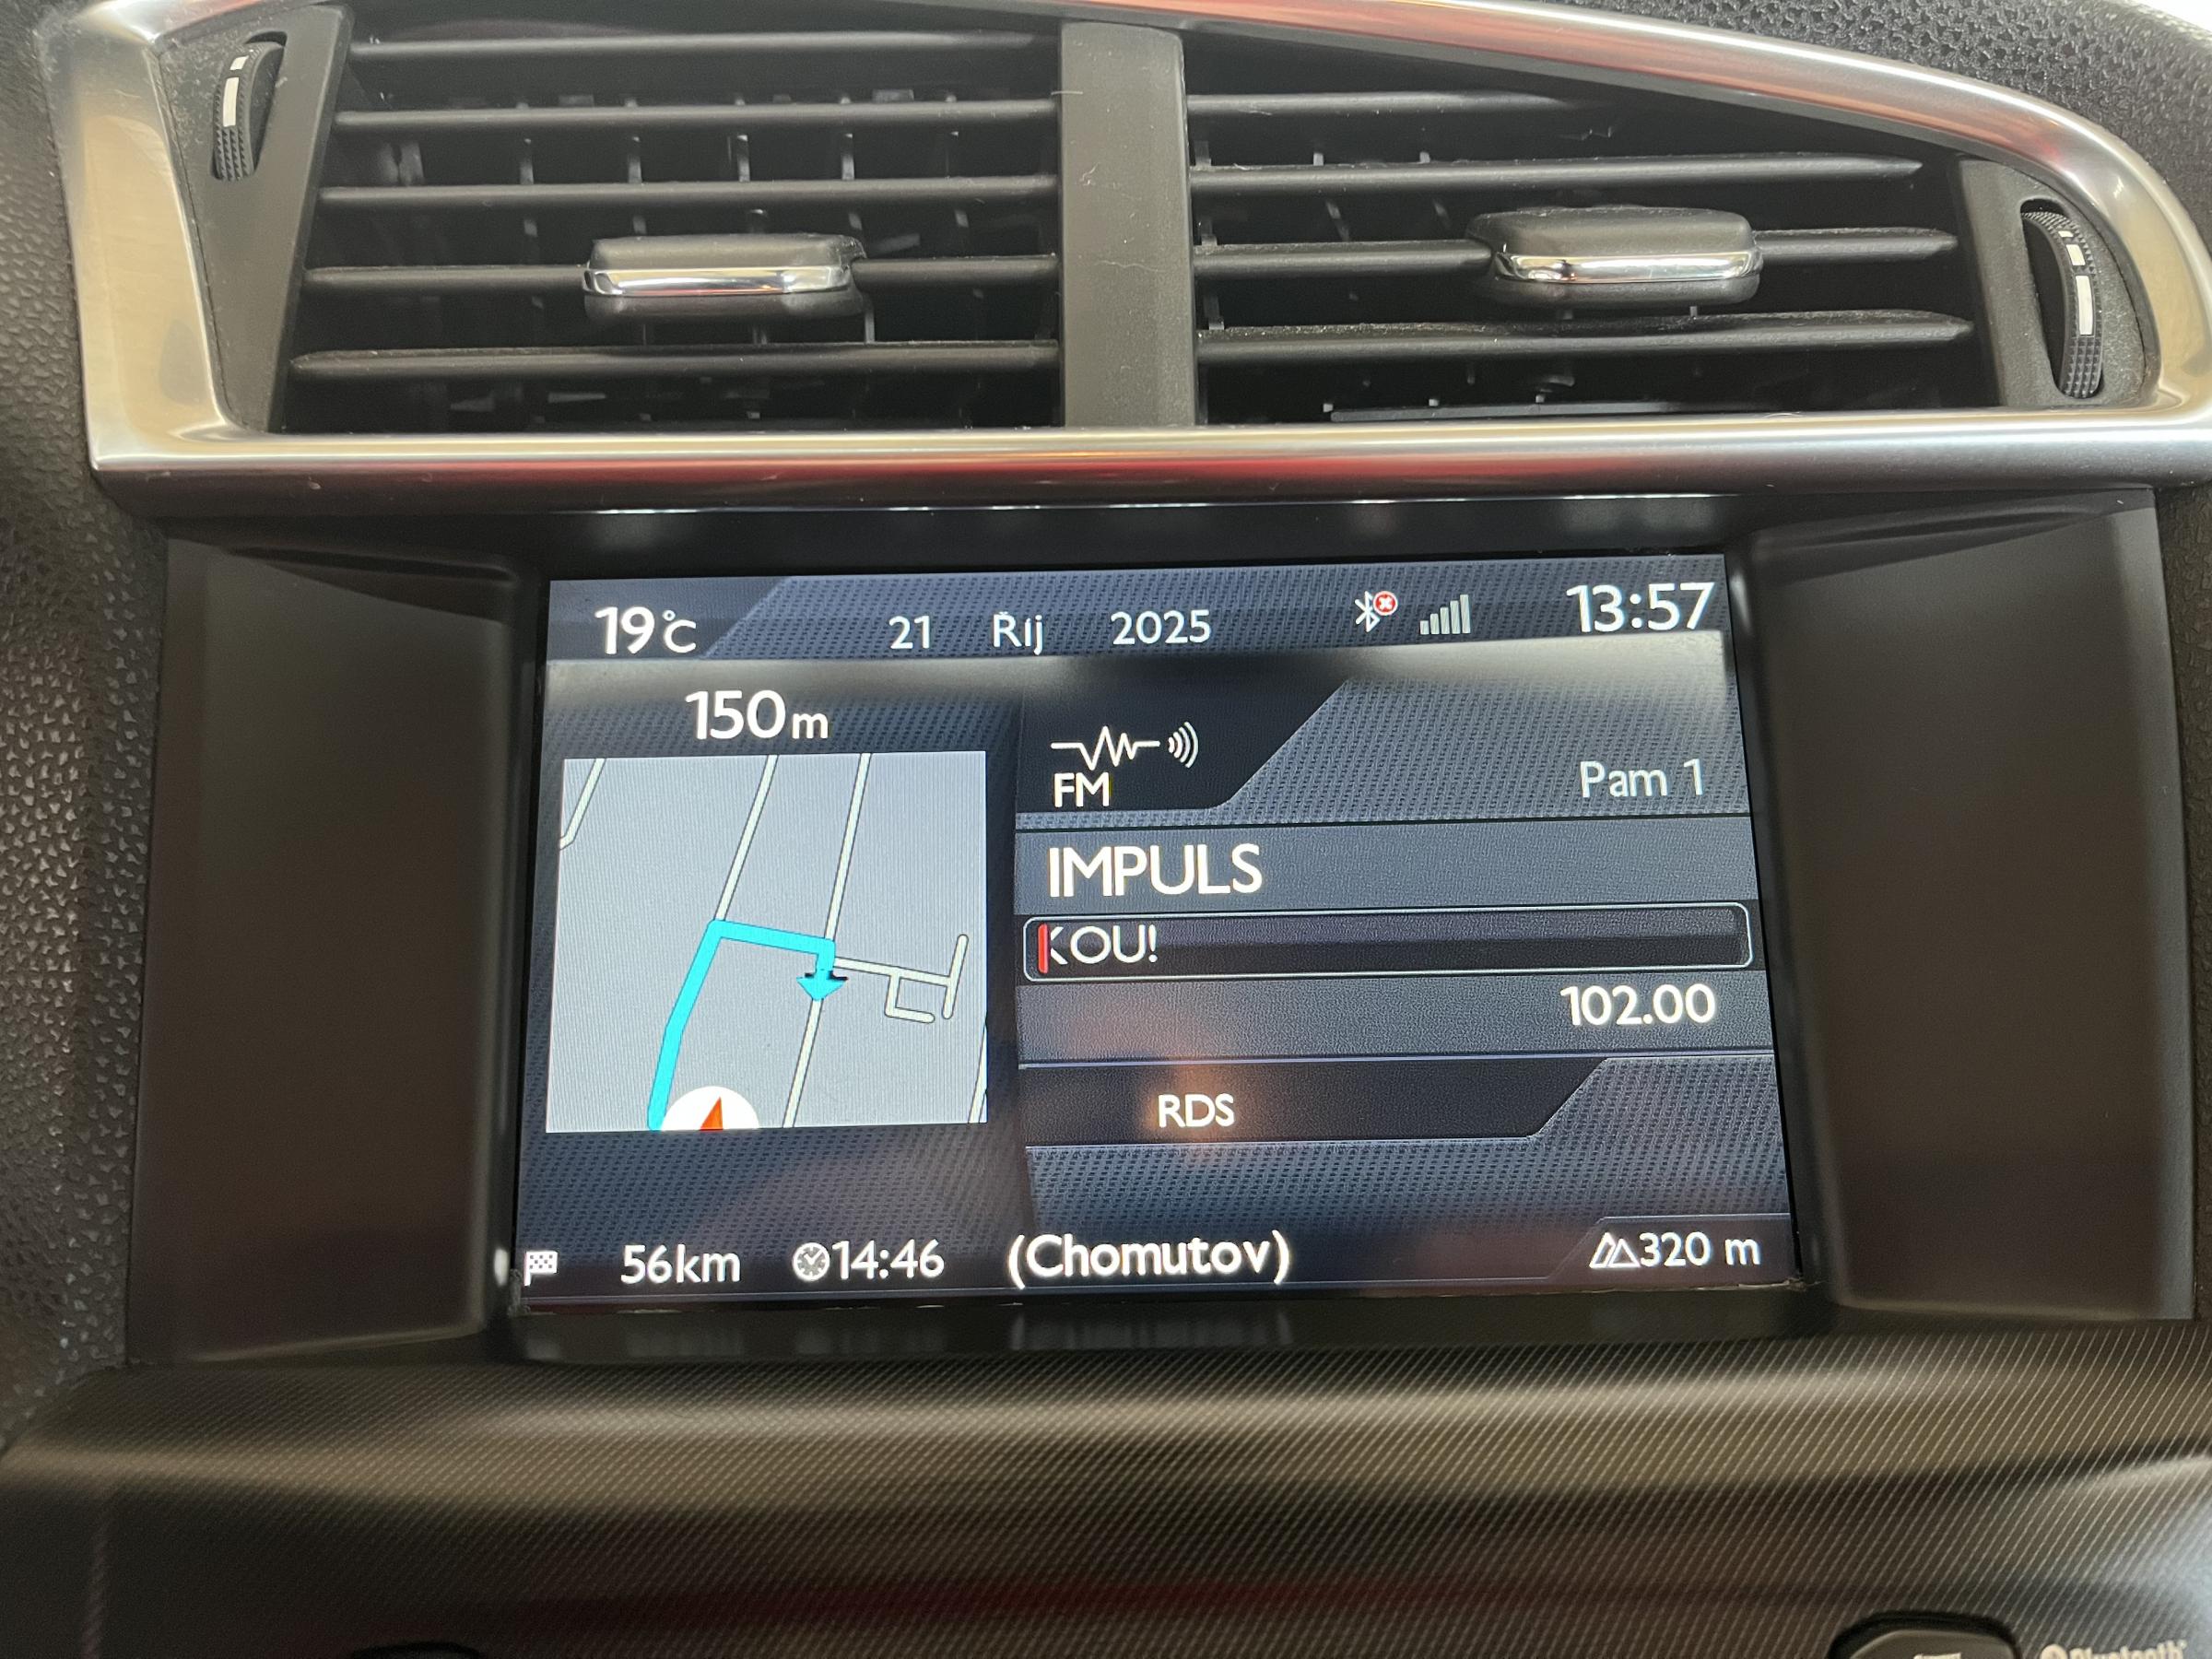 19°C 21 Říj 2025 13:57
150m
FM
Pam 1
IMPULS
KOU!
102.00
RDS
56km 14:46 (Chomutov) 320 m
Bluetooth